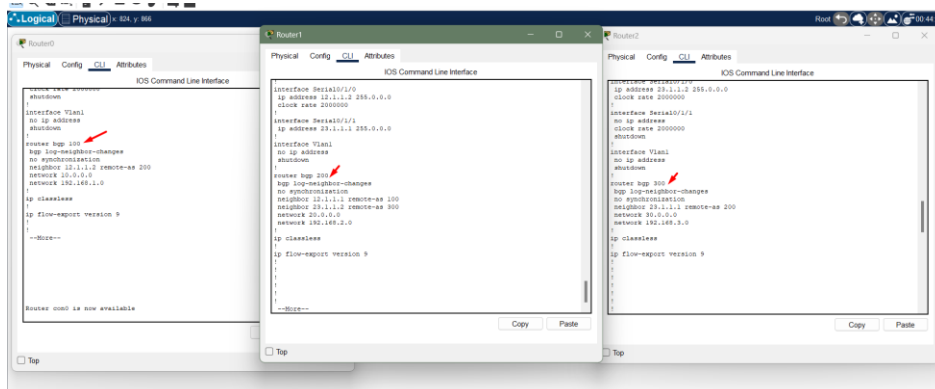 Logical Physical x: 824, y: 866 Root 00:44
Router0
Physical Config CLI Attributes
IOS Command Line Interface
clock rate 2000000
shutdown
!
interface Vlan1
no ip address
shutdown
!
router bgp 100
bgp log-neighbor-changes
no synchronization
neighbor 12.1.1.2 remote-as 200
network 10.0.0.0
network 192.168.1.0
!
ip classless
!
ip flow-export version 9
!
!
--More--
Router con0 is now available
Top
Router1
Physical Config CLI Attributes
IOS Command Line Interface
!
interface Serial0/1/0
ip address 12.1.1.2 255.0.0.0
clock rate 2000000
!
interface Serial0/1/1
ip address 23.1.1.1 255.0.0.0
!
interface Vlan1
no ip address
shutdown
!
router bgp 200
bgp log-neighbor-changes
no synchronization
neighbor 12.1.1.1 remote-as 100
neighbor 23.1.1.2 remote-as 300
network 20.0.0.0
network 192.168.2.0
!
ip classless
!
ip flow-export version 9
!
!
!
!
!
--More--
Copy Paste
Top
Router2
Physical Config CLI Attributes
IOS Command Line Interface
interface Serial0/1/0
ip address 23.1.1.2 255.0.0.0
!
interface Serial0/1/1
no ip address
clock rate 2000000
shutdown
!
interface Vlan1
no ip address
shutdown
!
router bgp 300
bgp log-neighbor-changes
no synchronization
neighbor 23.1.1.1 remote-as 200
network 30.0.0.0
network 192.168.3.0
!
ip classless
!
ip flow-export version 9
!
!
!
!
!
!
Copy Paste
Top